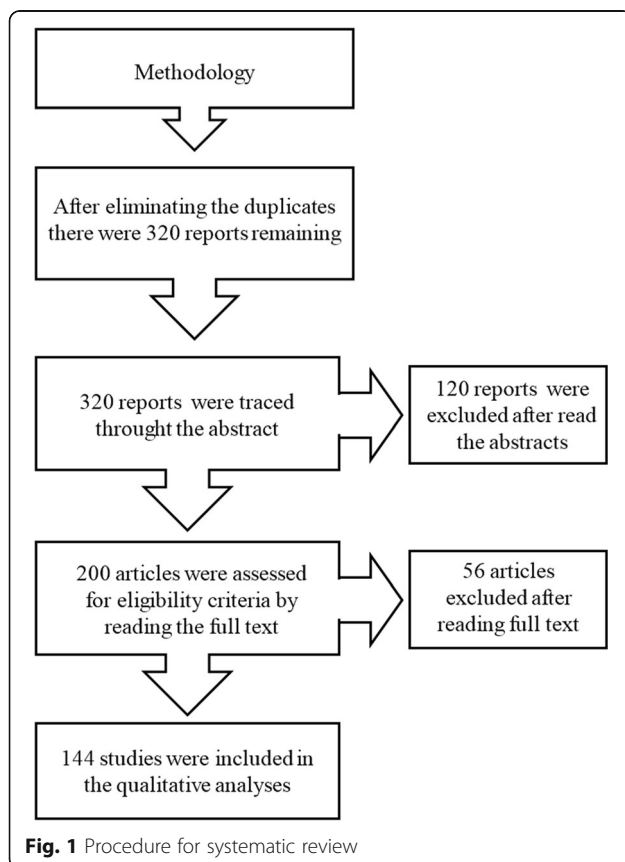 Methodology
After eliminating the duplicates
there were 320 reports remaining
320 reports were traced
throught the abstract
120 reports were
excluded after read
the abstracts
200 articles were assessed
for eligibility criteria by
reading the full text
56 articles
excluded after
reading full text
144 studies were included in
the qualitative analyses
Fig. 1 Procedure for systematic review